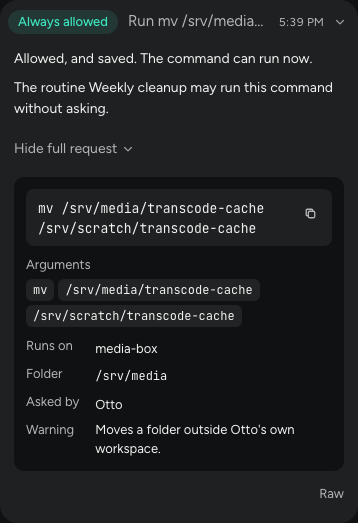 Always allowed Run mv /srv/media... 5:39 PM
Allowed, and saved. The command can run now.
The routine Weekly cleanup may run this command
without asking.
Hide full request
mv /srv/media/transcode-cache
/srv/scratch/transcode-cache
Arguments
mv /srv/media/transcode-cache
/srv/scratch/transcode-cache
Runs on media-box
Folder /srv/media
Asked by Otto
Warning Moves a folder outside Otto's own
workspace.
Raw